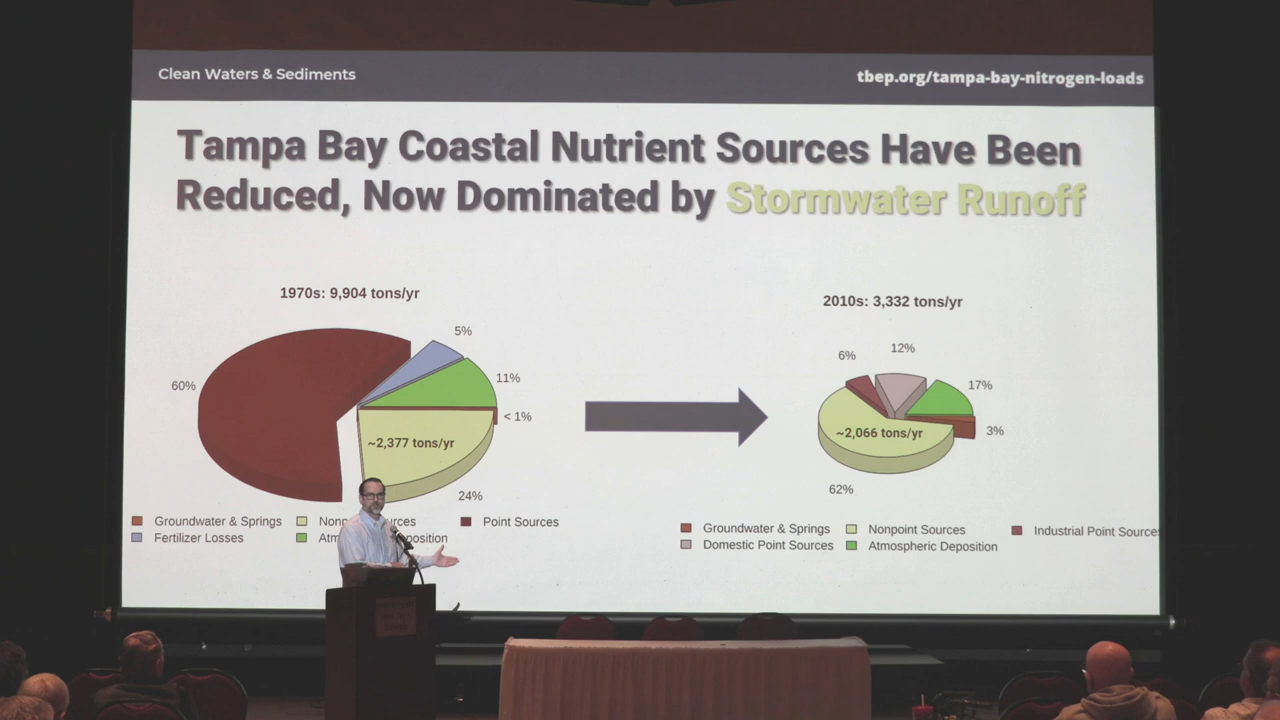 Clean Waters & Sediments
tbep.org/tampa-bay-nitrogen-loads
Tampa Bay Coastal Nutrient Sources Have Been
Reduced, Now Dominated by Stormwater Runoff
1970s: 9,904 tons/yr
60%
5%
11%
< 1%
~2,377 tons/yr
24%
Groundwater & Springs
Point Sources
Fertilizer Losses
2010s: 3,332 tons/yr
6%
12%
17%
3%
~2,066 tons/yr
62%
Groundwater & Springs
Nonpoint Sources
Industrial Point Sources
Domestic Point Sources
Atmospheric Deposition